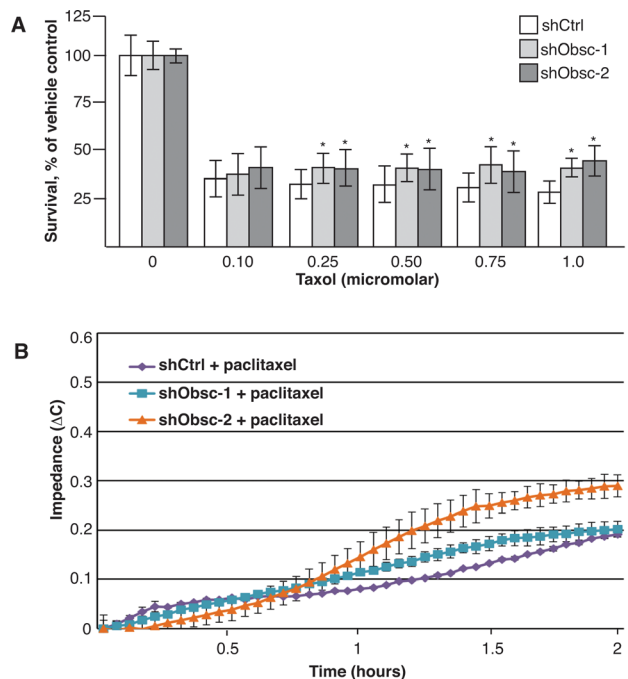 A
125
100
75
50
25
Survival, % of vehicle control
shCtrl
shObsc-1
shObsc-2
* * * * * * * *
0 0.10 0.25 0.50 0.75 1.0
Taxol (micromolar)
B
0.6
0.5
0.4
0.3
0.2
0.1
0
Impedance (ΔC)
shCtrl + paclitaxel
shObsc-1 + paclitaxel
shObsc-2 + paclitaxel
0.5 1 1.5 2
Time (hours)